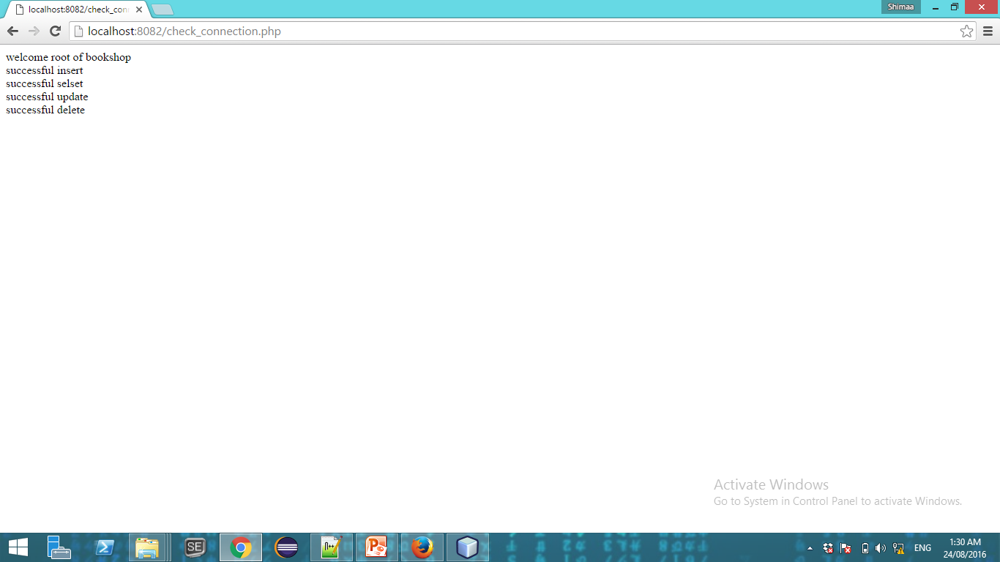 localhost:8082/check_con
Shimaa
localhost:8082/check_connection.php
welcome root of bookshop
successful insert
successful selset
successful update
successful delete
Activate Windows
Go to System in Control Panel to activate Windows.
SE
N++
P
ENG
1:30 AM
24/08/2016